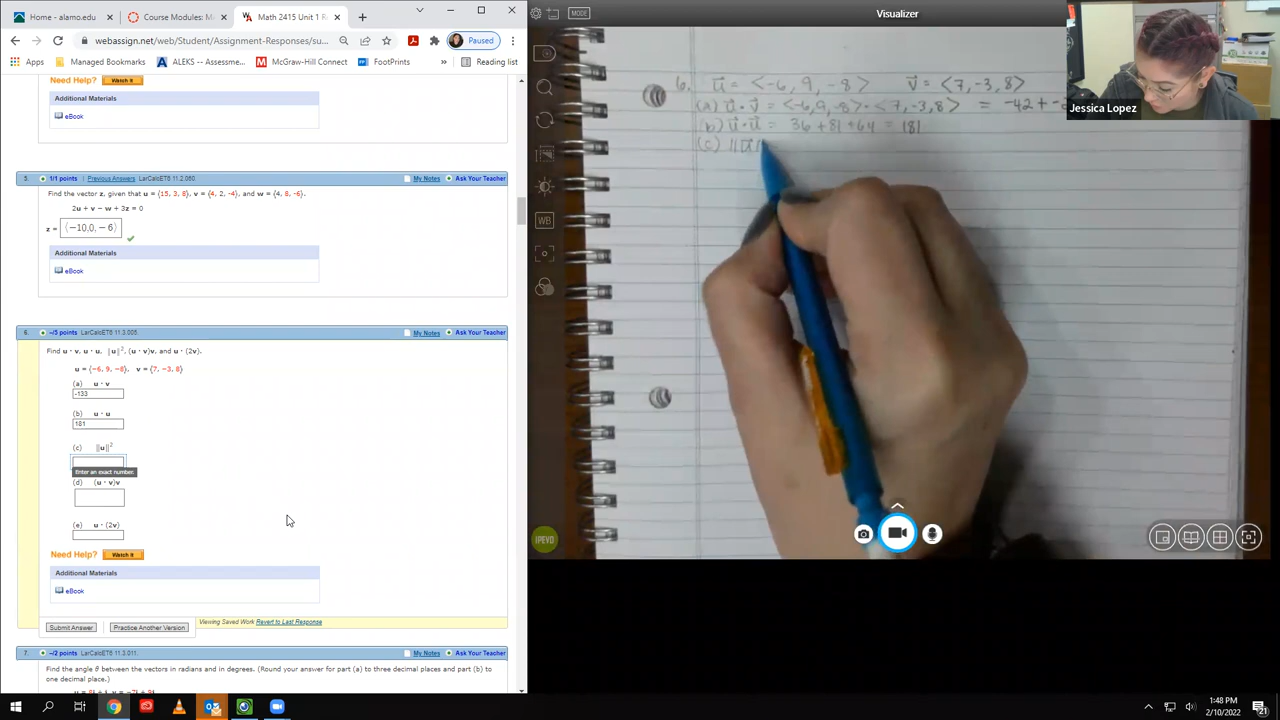 Home - alamo.edu
Course Modules: M
Math 2415 Unit 1 R
Paused
webassign.net/web/Student/Assignment-Responses/su...
Apps
Managed Bookmarks
ALEKS -- Assessme...
McGraw-Hill Connect
FootPrints
Reading list
Need Help? Watch It
Additional Materials
eBook
5. 1/1 points Previous Answers LarCalcET6 11.2.060. My Notes Ask Your Teacher
Find the vector z, given that u = ⟨15, 3, 8⟩, v = ⟨4, 2, -4⟩, and w = ⟨4, 8, -6⟩.
2u + v − w + 3z = 0
z = ⟨−10,0, − 6⟩
Additional Materials
eBook
6. –/5 points LarCalcET6 11.3.005. My Notes Ask Your Teacher
Find u · v, u · u, ||u||², (u · v)v, and u · (2v).
u = ⟨−6, 9, −8⟩, v = ⟨7, −3, 8⟩
(a) u · v
-133
(b) u · u
181
(c) ||u||²
Enter an exact number.
(d) (u · v)v
(e) u · (2v)
Need Help? Watch It
Additional Materials
eBook
Submit Answer Practice Another Version Viewing Saved Work Revert to Last Response
7. –/2 points LarCalcET6 11.3.011. My Notes Ask Your Teacher
Find the angle θ between the vectors in radians and in degrees. (Round your answer for part (a) to three decimal places and part (b) to
one decimal place.)
MODE
Visualizer
WB
IPEVO
Jessica Lopez
6. u = <-6, 9, -8> v = <7, -3, 8>
(a) u · v = <-6,9,-8> · <7,-3,8> = -42 + -2
(b) u · u = 36 + 81 + 64 = 181
(c) ||u||
1:48 PM
2/10/2022
21